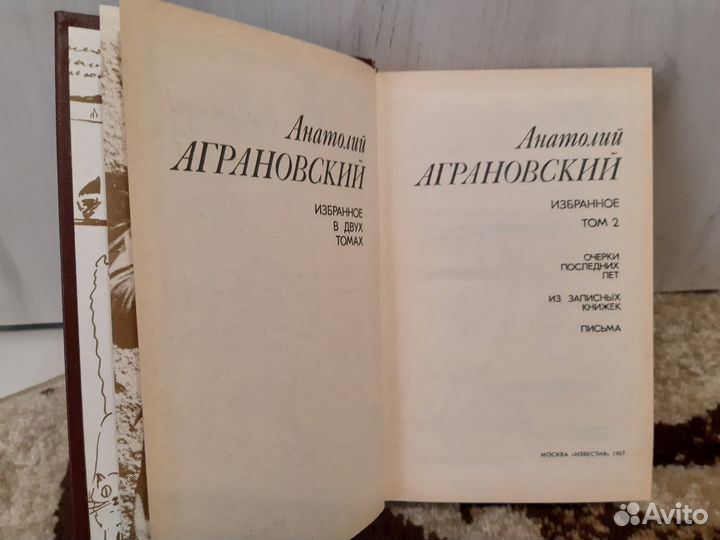 Анатолий
АГРАНОВСКИЙ
ИЗБРАННОЕ
В ДВУХ
ТОМАХ
Анатолий
АГРАНОВСКИЙ
ИЗБРАННОЕ
ТОМ 2
ОЧЕРКИ
ПОСЛЕДНИХ
ЛЕТ
ИЗ ЗАПИСНЫХ
КНИЖЕК
ПИСЬМА
МОСКВА «ИЗВЕСТИЯ» 1987
Avito